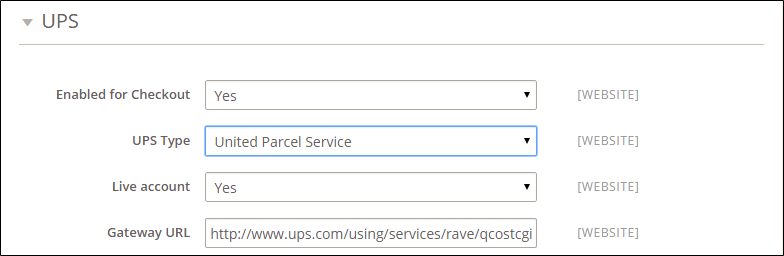 UPS
Enabled for Checkout Yes [WEBSITE]
UPS Type United Parcel Service [WEBSITE]
Live account Yes [WEBSITE]
Gateway URL http://www.ups.com/using/services/rave/qcostcgi [WEBSITE]